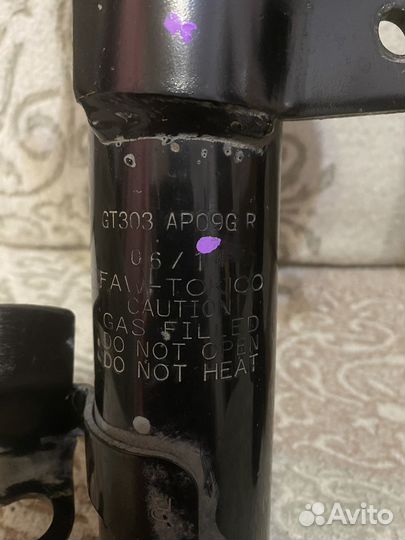 GT303 AP09G R
06/1
FAW-TOKICO
CAUTION
GAS FILLED
DO NOT OPEN
DO NOT HEAT
R
Avito